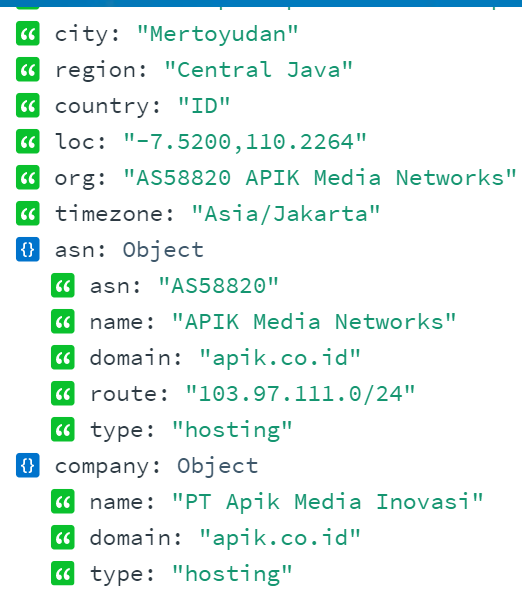 city: "Mertoyudan"
region: "Central Java"
country: "ID"
loc: "-7.5200,110.2264"
org: "AS58820 APIK Media Networks"
timezone: "Asia/Jakarta"
{} asn: Object
asn: "AS58820"
name: "APIK Media Networks"
domain: "apik.co.id"
route: "103.97.111.0/24"
type: "hosting"
{} company: Object
name: "PT Apik Media Inovasi"
domain: "apik.co.id"
type: "hosting"